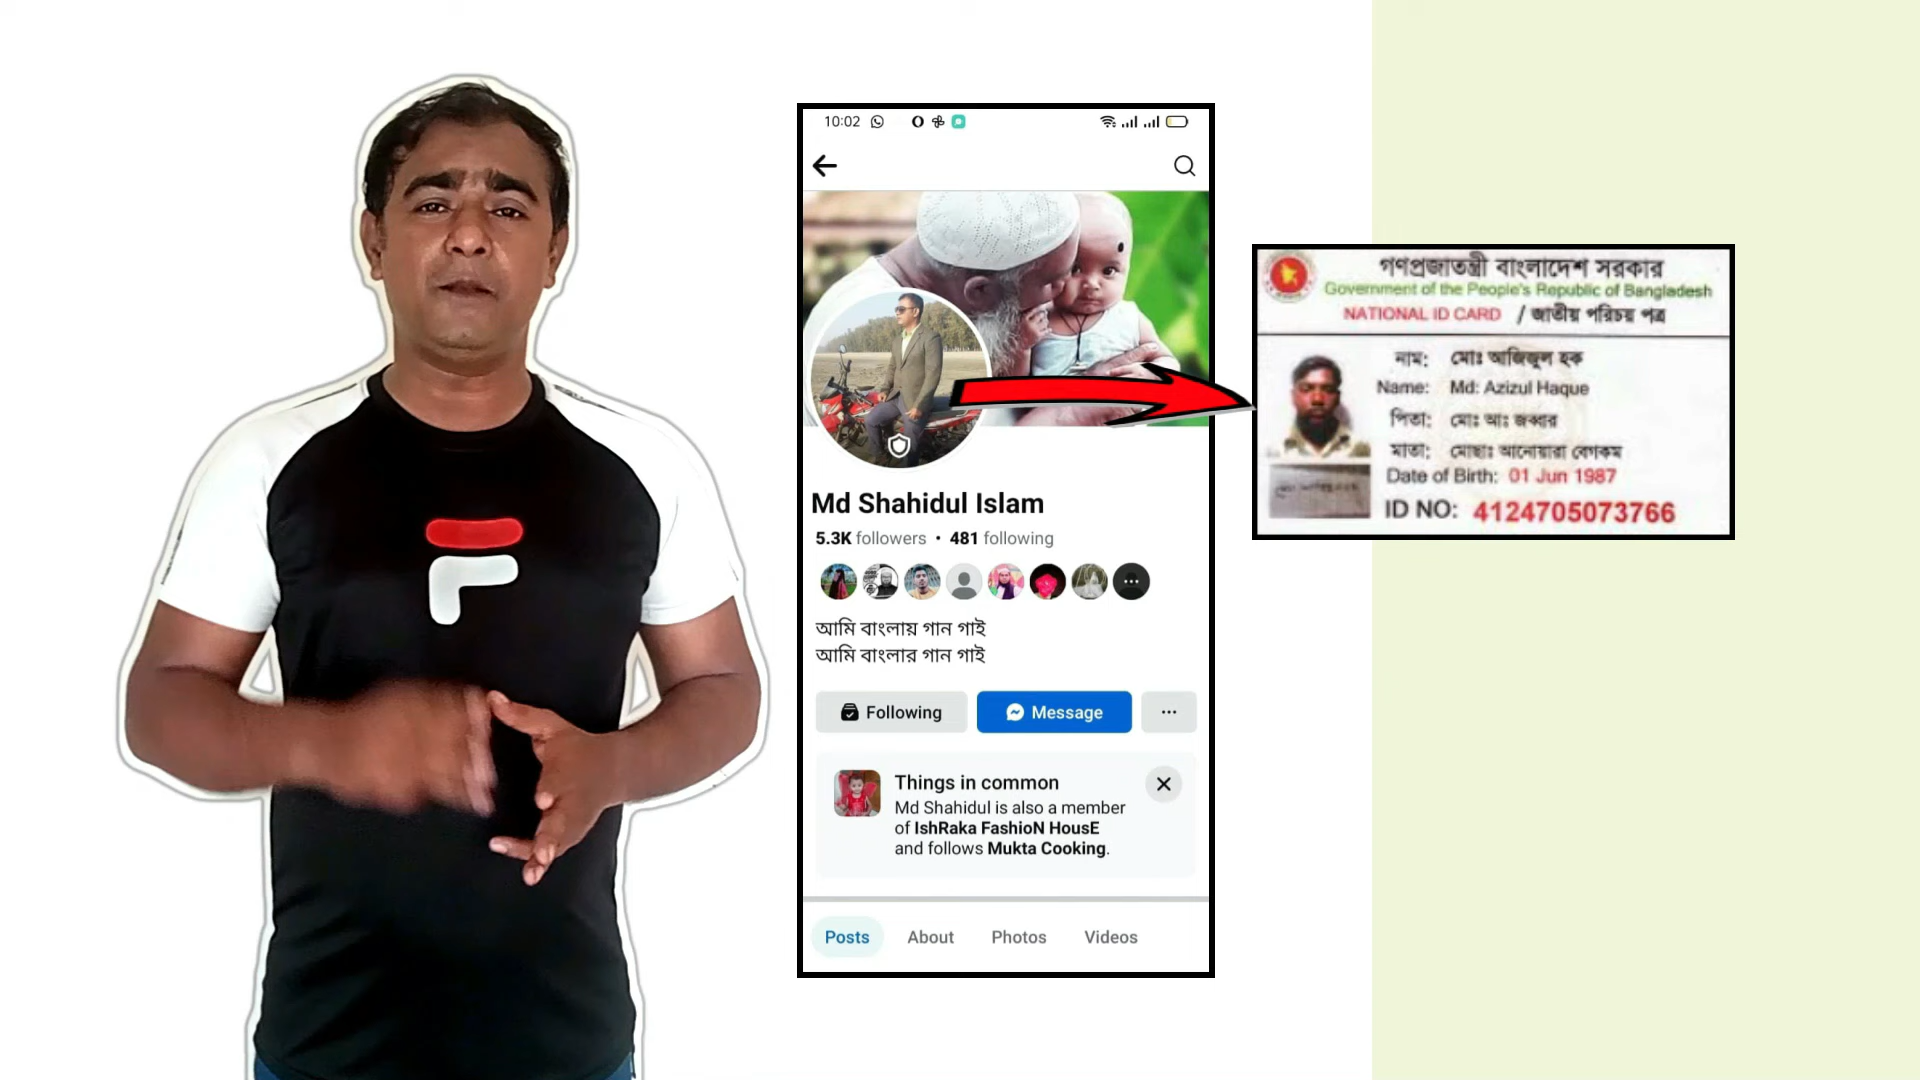 10:02
Md Shahidul Islam
5.3K followers • 481 following
আমি বাংলায় গান গাই
আমি বাংলার গান গাই
Following
Message
Things in common
Md Shahidul is also a member
of IshRaka FashioN HousE
and follows Mukta Cooking.
Posts About Photos Videos
গণপ্রজাতন্ত্রী বাংলাদেশ সরকার
Government of the People's Republic of Bangladesh
NATIONAL ID CARD / জাতীয় পরিচয় পত্র
নাম: মোঃ আজিজুল হক
Name: Md: Azizul Haque
পিতা: মোঃ আঃ জব্বার
মাতা: মোছাঃ আনোয়ারা বেগকম
Date of Birth: 01 Jun 1987
ID NO: 4124705073766